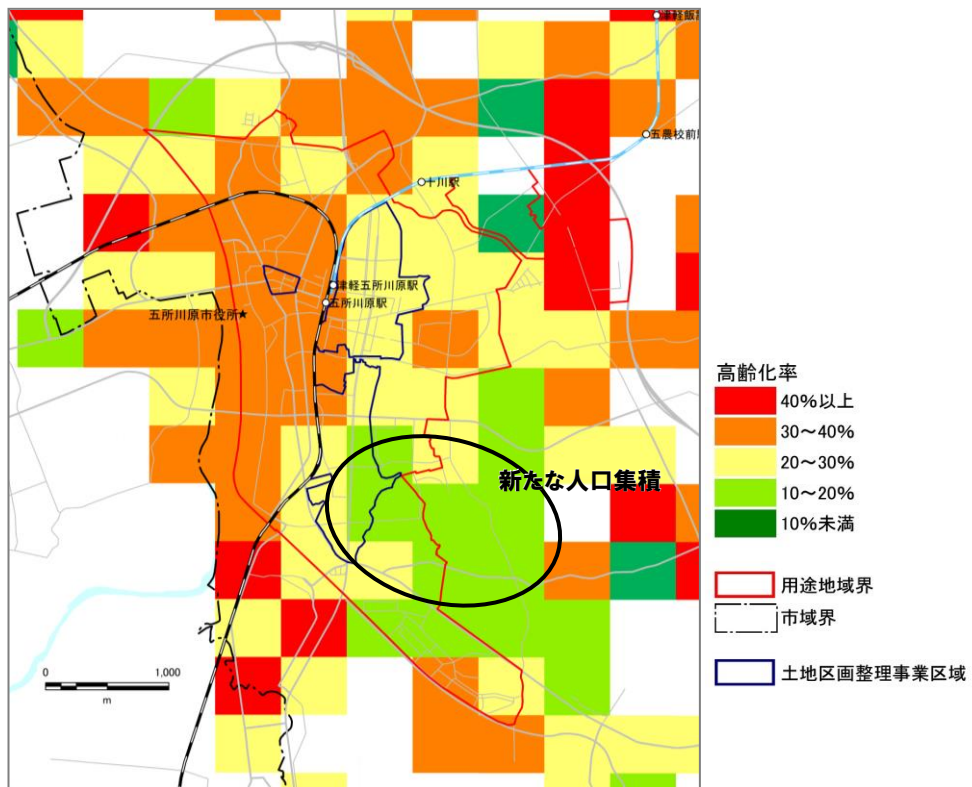 津軽飯
五農校前
十川駅
津軽五所川原駅
五所川原駅
五所川原市役所★
新たな人口集積
0 1,000
m
高齢化率
40%以上
30~40%
20~30%
10~20%
10%未満
用途地域界
市域界
土地区画整理事業区域